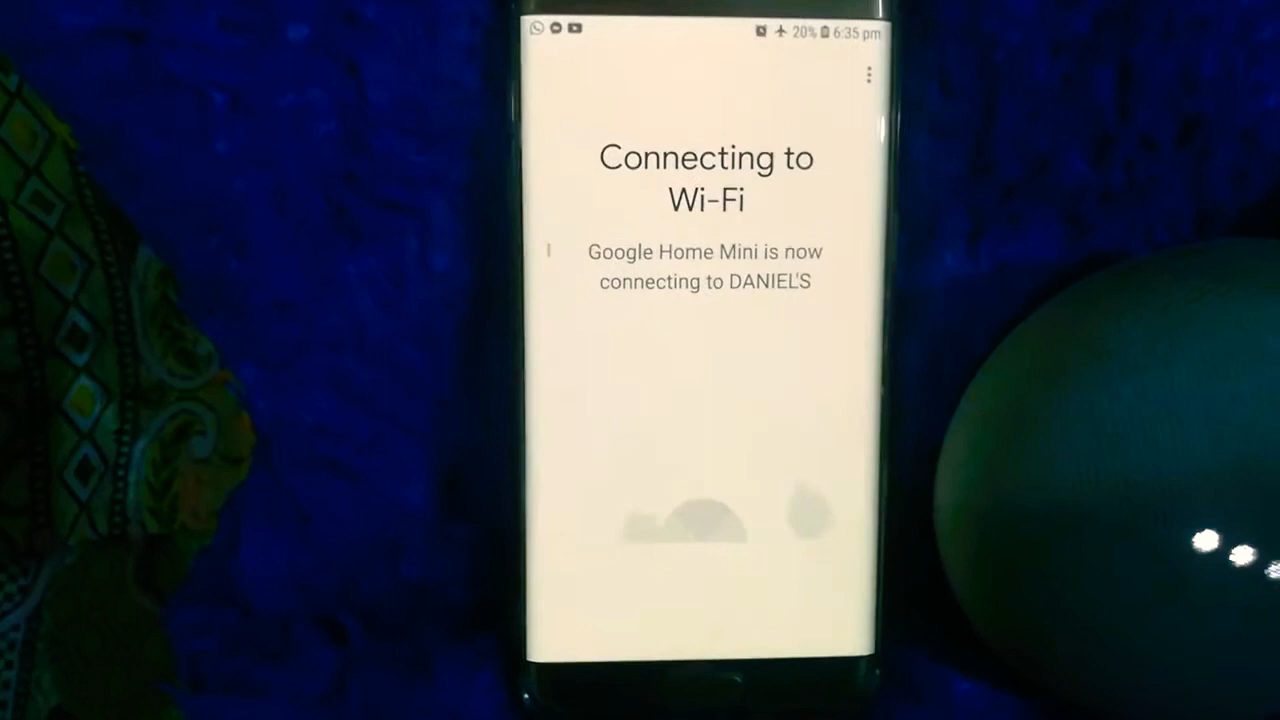 20% 6:35 pm
Connecting to
Wi-Fi
Google Home Mini is now
connecting to DANIEL'S